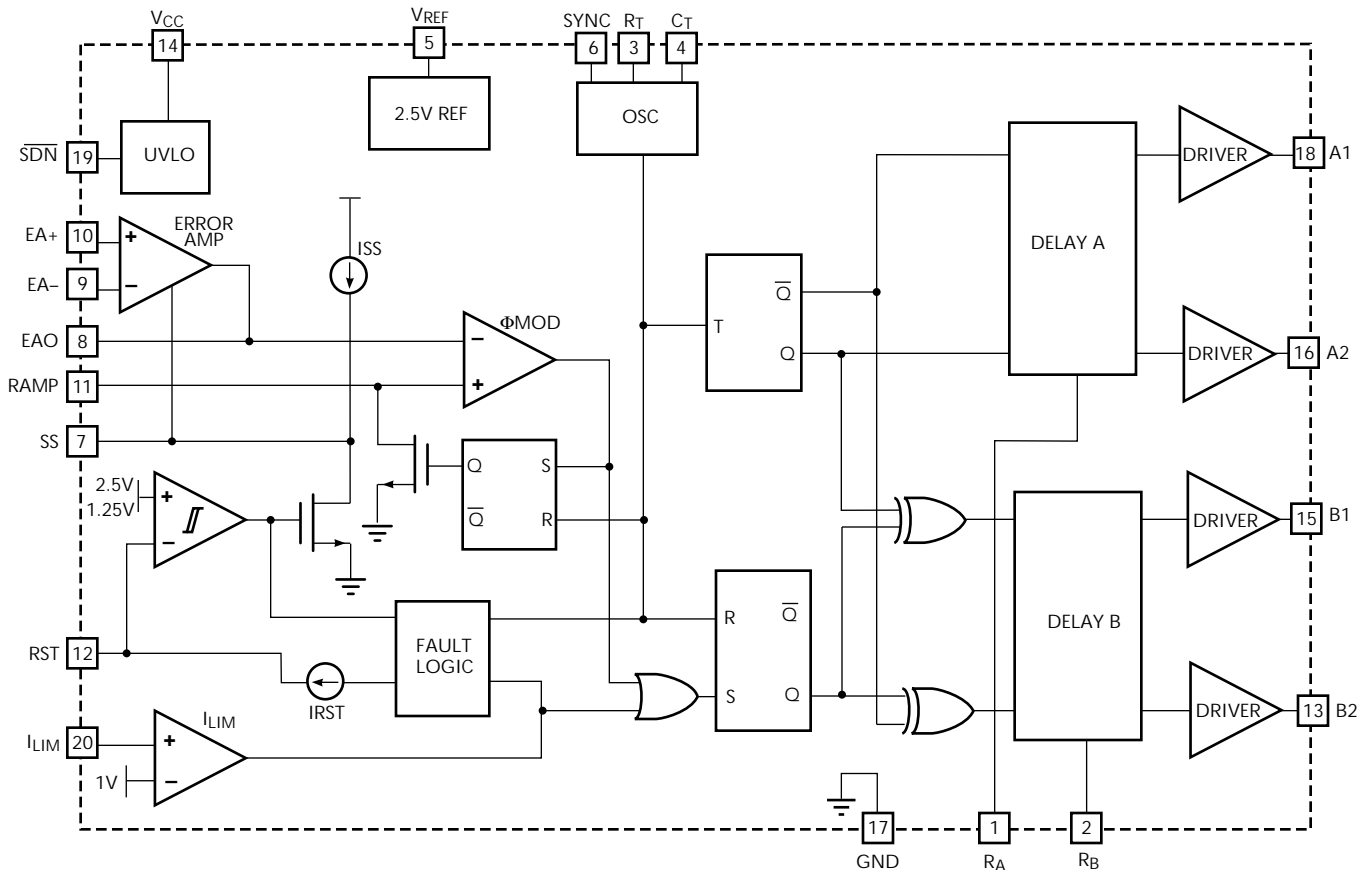 VCC
14
VREF
5
SYNC
6
RT
3
CT
4
2.5V REF
OSC
SDN
19
UVLO
DRIVER
18
A1
EA+
10
ERROR
AMP
EA–
9
ISS
DELAY A
Q
T
Q
EAO
8
ΦMOD
DRIVER
16
A2
RAMP
11
SS
7
Q
S
Q
R
2.5V
1.25V
DRIVER
15
B1
RST
12
FAULT
LOGIC
IRST
R
Q
S
Q
DELAY B
ILIM
20
ILIM
1V
DRIVER
13
B2
17
GND
1
RA
2
RB